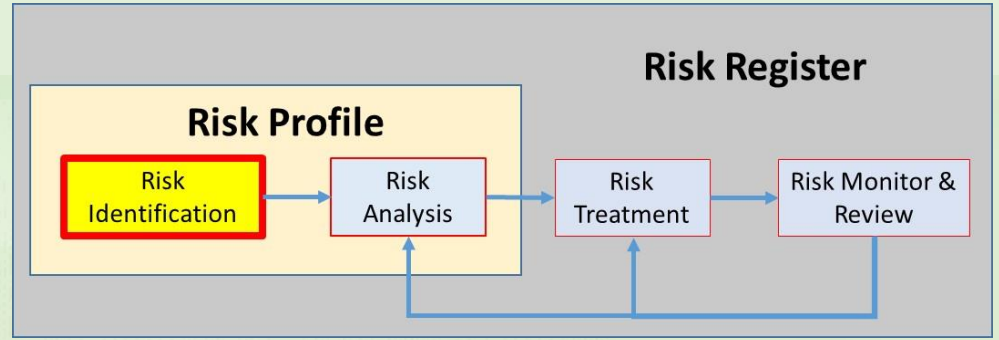 Risk Register
Risk Profile
Risk
Identification
Risk
Analysis
Risk
Treatment
Risk Monitor &
Review